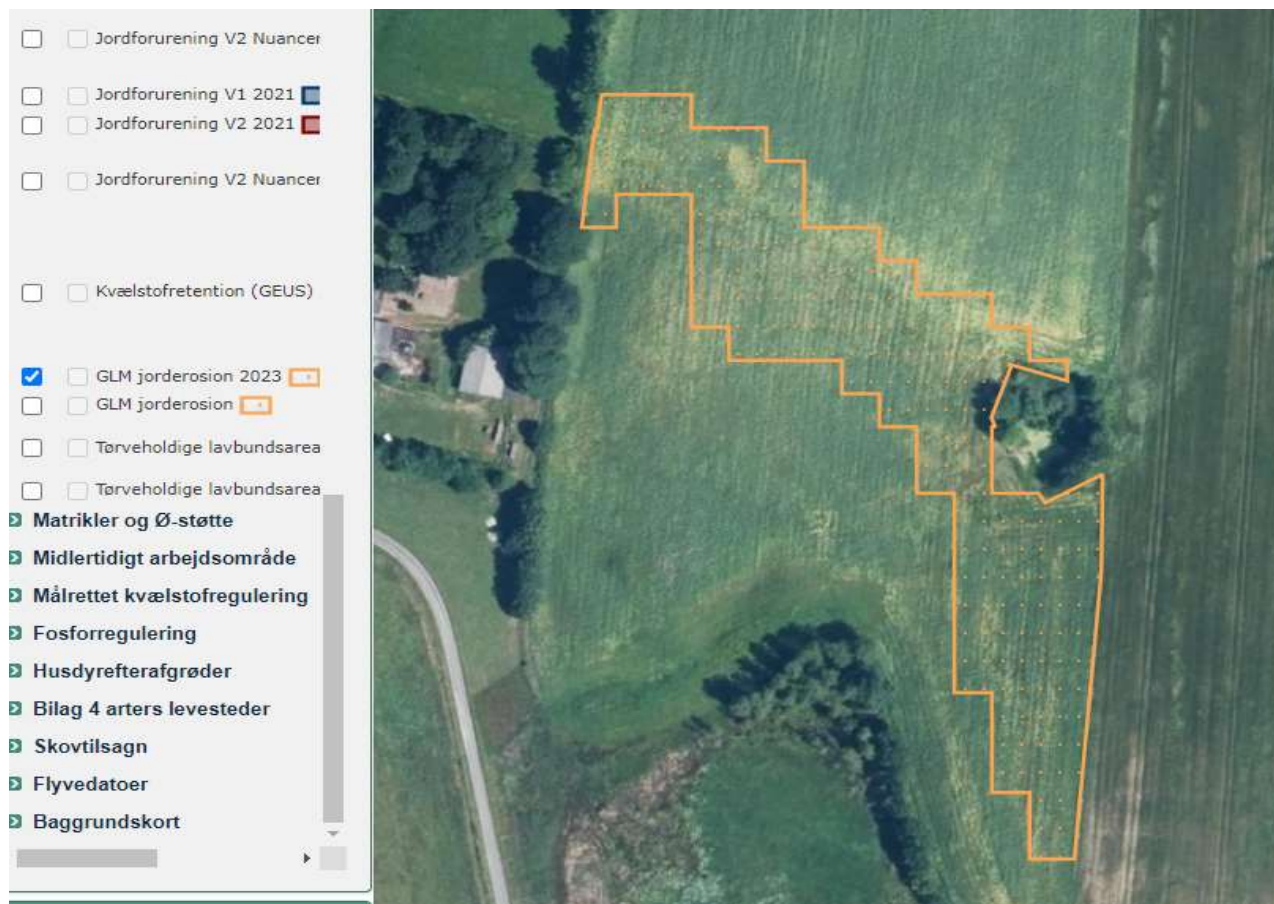 Jordforurening V2 Nuancer
Jordforurening V1 2021
Jordforurening V2 2021
Jordforurening V2 Nuancer
Kvælstofretention (GEUS)
GLM jorderosion 2023
GLM jorderosion
Tørveholdige lavbundsarea
Tørveholdige lavbundsarea
Matrikler og Ø-støtte
Midlertidigt arbejdsområde
Målrettet kvælstofregulering
Fosforregulering
Husdyrefterafgrøder
Bilag 4 arters levesteder
Skovtilsagn
Flyvedatoer
Baggrundskort